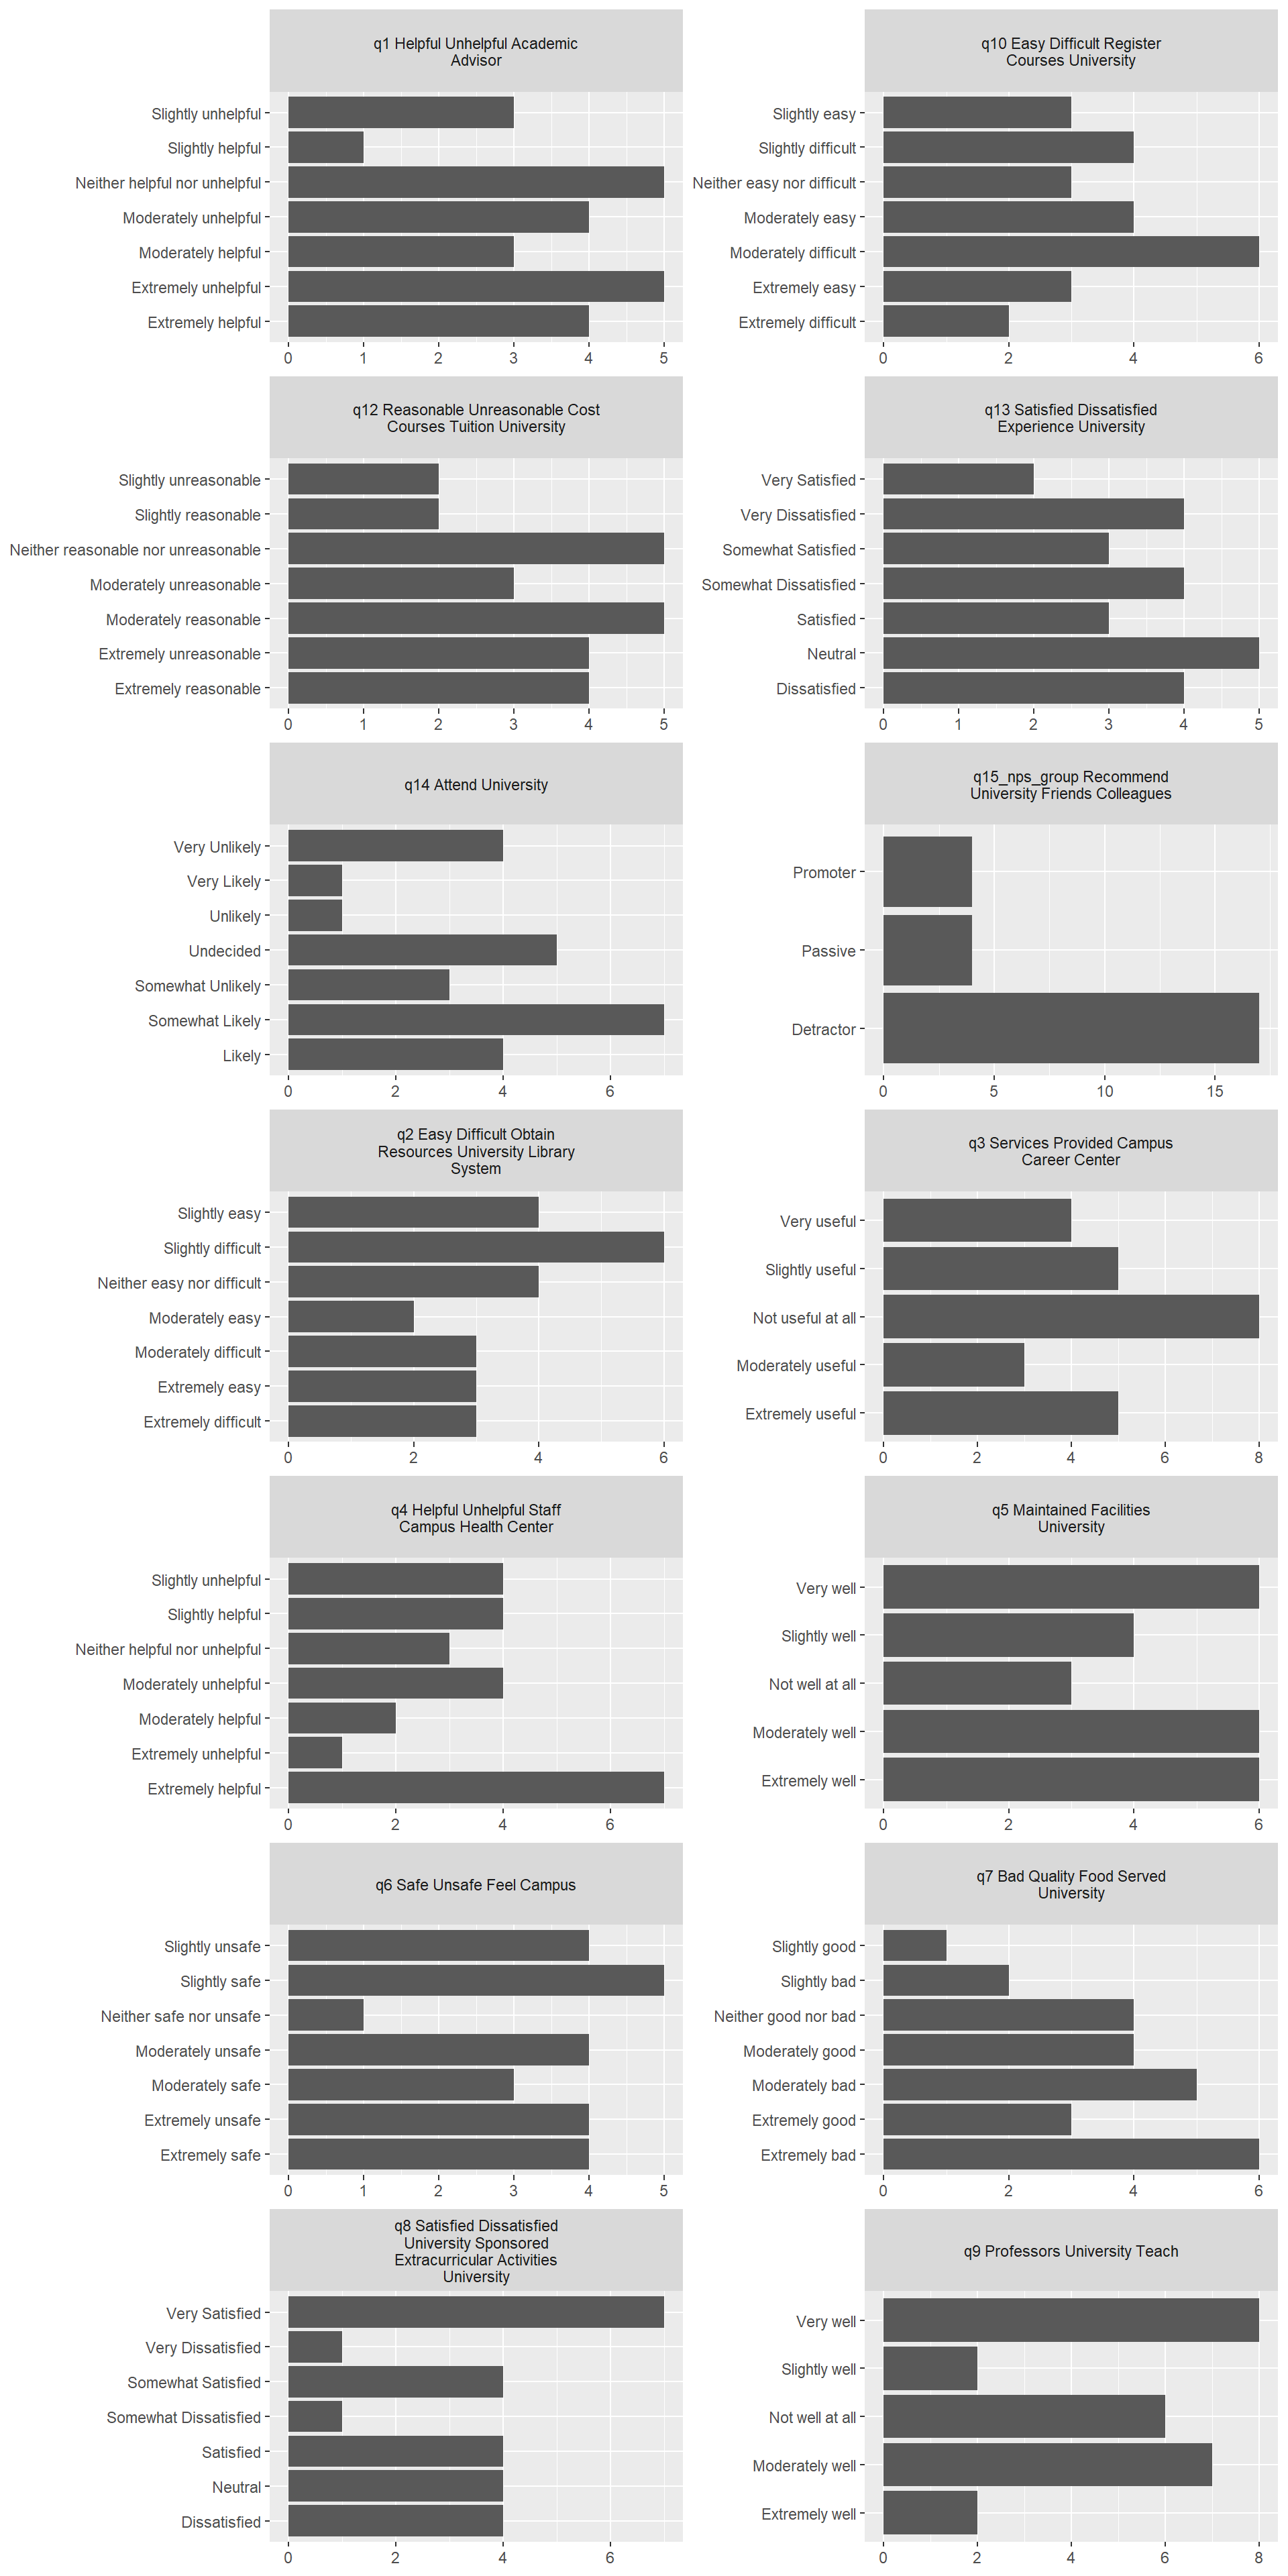 q1 Helpful Unhelpful Academic
Advisor
Slightly unhelpful
Slightly helpful
Neither helpful nor unhelpful
Moderately unhelpful
Moderately helpful
Extremely unhelpful
Extremely helpful
0 1 2 3 4 5
q10 Easy Difficult Register
Courses University
Slightly easy
Slightly difficult
Neither easy nor difficult
Moderately easy
Moderately difficult
Extremely easy
Extremely difficult
0 2 4 6
q12 Reasonable Unreasonable Cost
Courses Tuition University
Slightly unreasonable
Slightly reasonable
Neither reasonable nor unreasonable
Moderately unreasonable
Moderately reasonable
Extremely unreasonable
Extremely reasonable
0 1 2 3 4 5
q13 Satisfied Dissatisfied
Experience University
Very Satisfied
Very Dissatisfied
Somewhat Satisfied
Somewhat Dissatisfied
Satisfied
Neutral
Dissatisfied
0 1 2 3 4 5
q14 Attend University
Very Unlikely
Very Likely
Unlikely
Undecided
Somewhat Unlikely
Somewhat Likely
Likely
0 2 4 6
q15_nps_group Recommend
University Friends Colleagues
Promoter
Passive
Detractor
0 5 10 15
q2 Easy Difficult Obtain
Resources University Library
System
Slightly easy
Slightly difficult
Neither easy nor difficult
Moderately easy
Moderately difficult
Extremely easy
Extremely difficult
0 2 4 6
q3 Services Provided Campus
Career Center
Very useful
Slightly useful
Not useful at all
Moderately useful
Extremely useful
0 2 4 6 8
q4 Helpful Unhelpful Staff
Campus Health Center
Slightly unhelpful
Slightly helpful
Neither helpful nor unhelpful
Moderately unhelpful
Moderately helpful
Extremely unhelpful
Extremely helpful
0 2 4 6
q5 Maintained Facilities
University
Very well
Slightly well
Not well at all
Moderately well
Extremely well
0 2 4 6
q6 Safe Unsafe Feel Campus
Slightly unsafe
Slightly safe
Neither safe nor unsafe
Moderately unsafe
Moderately safe
Extremely unsafe
Extremely safe
0 1 2 3 4 5
q7 Bad Quality Food Served
University
Slightly good
Slightly bad
Neither good nor bad
Moderately good
Moderately bad
Extremely good
Extremely bad
0 2 4 6
q8 Satisfied Dissatisfied
University Sponsored
Extracurricular Activities
University
Very Satisfied
Very Dissatisfied
Somewhat Satisfied
Somewhat Dissatisfied
Satisfied
Neutral
Dissatisfied
0 2 4 6
q9 Professors University Teach
Very well
Slightly well
Not well at all
Moderately well
Extremely well
0 2 4 6 8